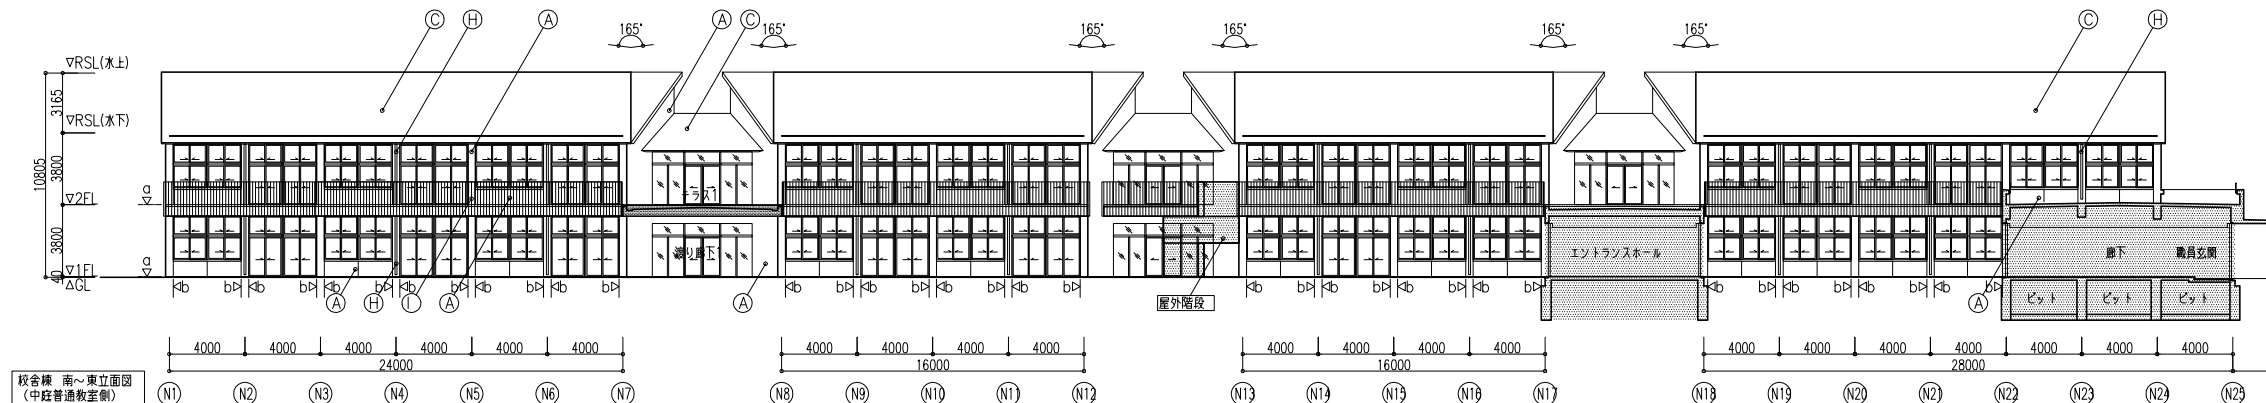 C H A 165° A C 165° 165° 165° 165° 165° C H
▽RSL(水上)
3165
▽RSL(水下)
10805
3800
▽2FL
a
テラス1
3800
渡り廊下1
エントランスホール
廊下 職員玄関
a
▽1FL
40
△GL
◁b b▷ ◁b b▷ ◁b b▷ ◁b b▷ ◁b b▷ ◁b b▷ ◁b b▷ ◁b b▷ ◁b b▷ ◁b b▷ ◁b b▷ ◁b b▷ ◁b b▷ ◁b b▷ ◁b b▷ ◁b b▷ ◁b b▷ ◁b b▷
A H I A A 屋外階段 A
ピット ピット ピット
4000 4000 4000 4000 4000 4000 4000 4000 4000 4000 4000 4000 4000 4000 4000 4000 4000 4000 4000 4000 4000
24000 16000 16000 28000
校舎棟 南～東立面図
(中庭普通教室側)
N1 N2 N3 N4 N5 N6 N7 N8 N9 N10 N11 N12 N13 N14 N15 N16 N17 N18 N19 N20 N21 N22 N23 N24 N25